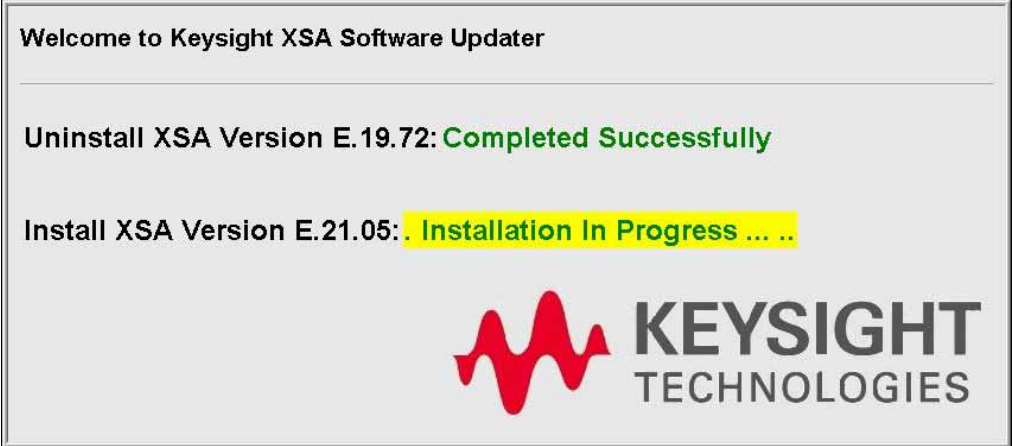 Welcome to Keysight XSA Software Updater
Uninstall XSA Version E.19.72: Completed Successfully
Install XSA Version E.21.05: . Installation In Progress ... ..
KEYSIGHT
TECHNOLOGIES